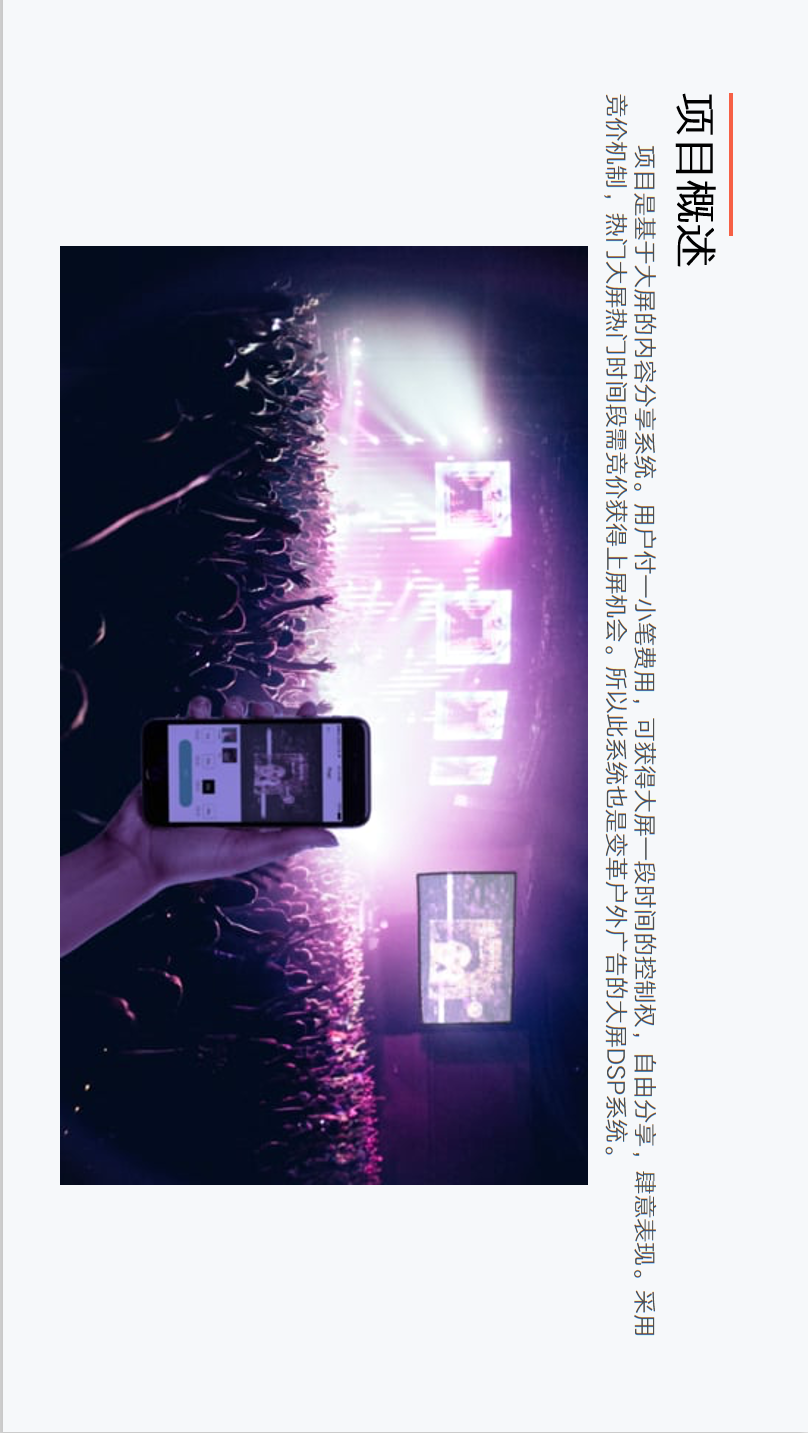 项目概述
项目是基于大屏的内容分享系统。用户付一小笔费用，可获得大屏一段时间的控制权，自由分享，肆意表现。采用
竞价机制，热门大屏热门时间段需竞价获得上屏机会。所以此系统也是变革户外广告的大屏DSP系统。